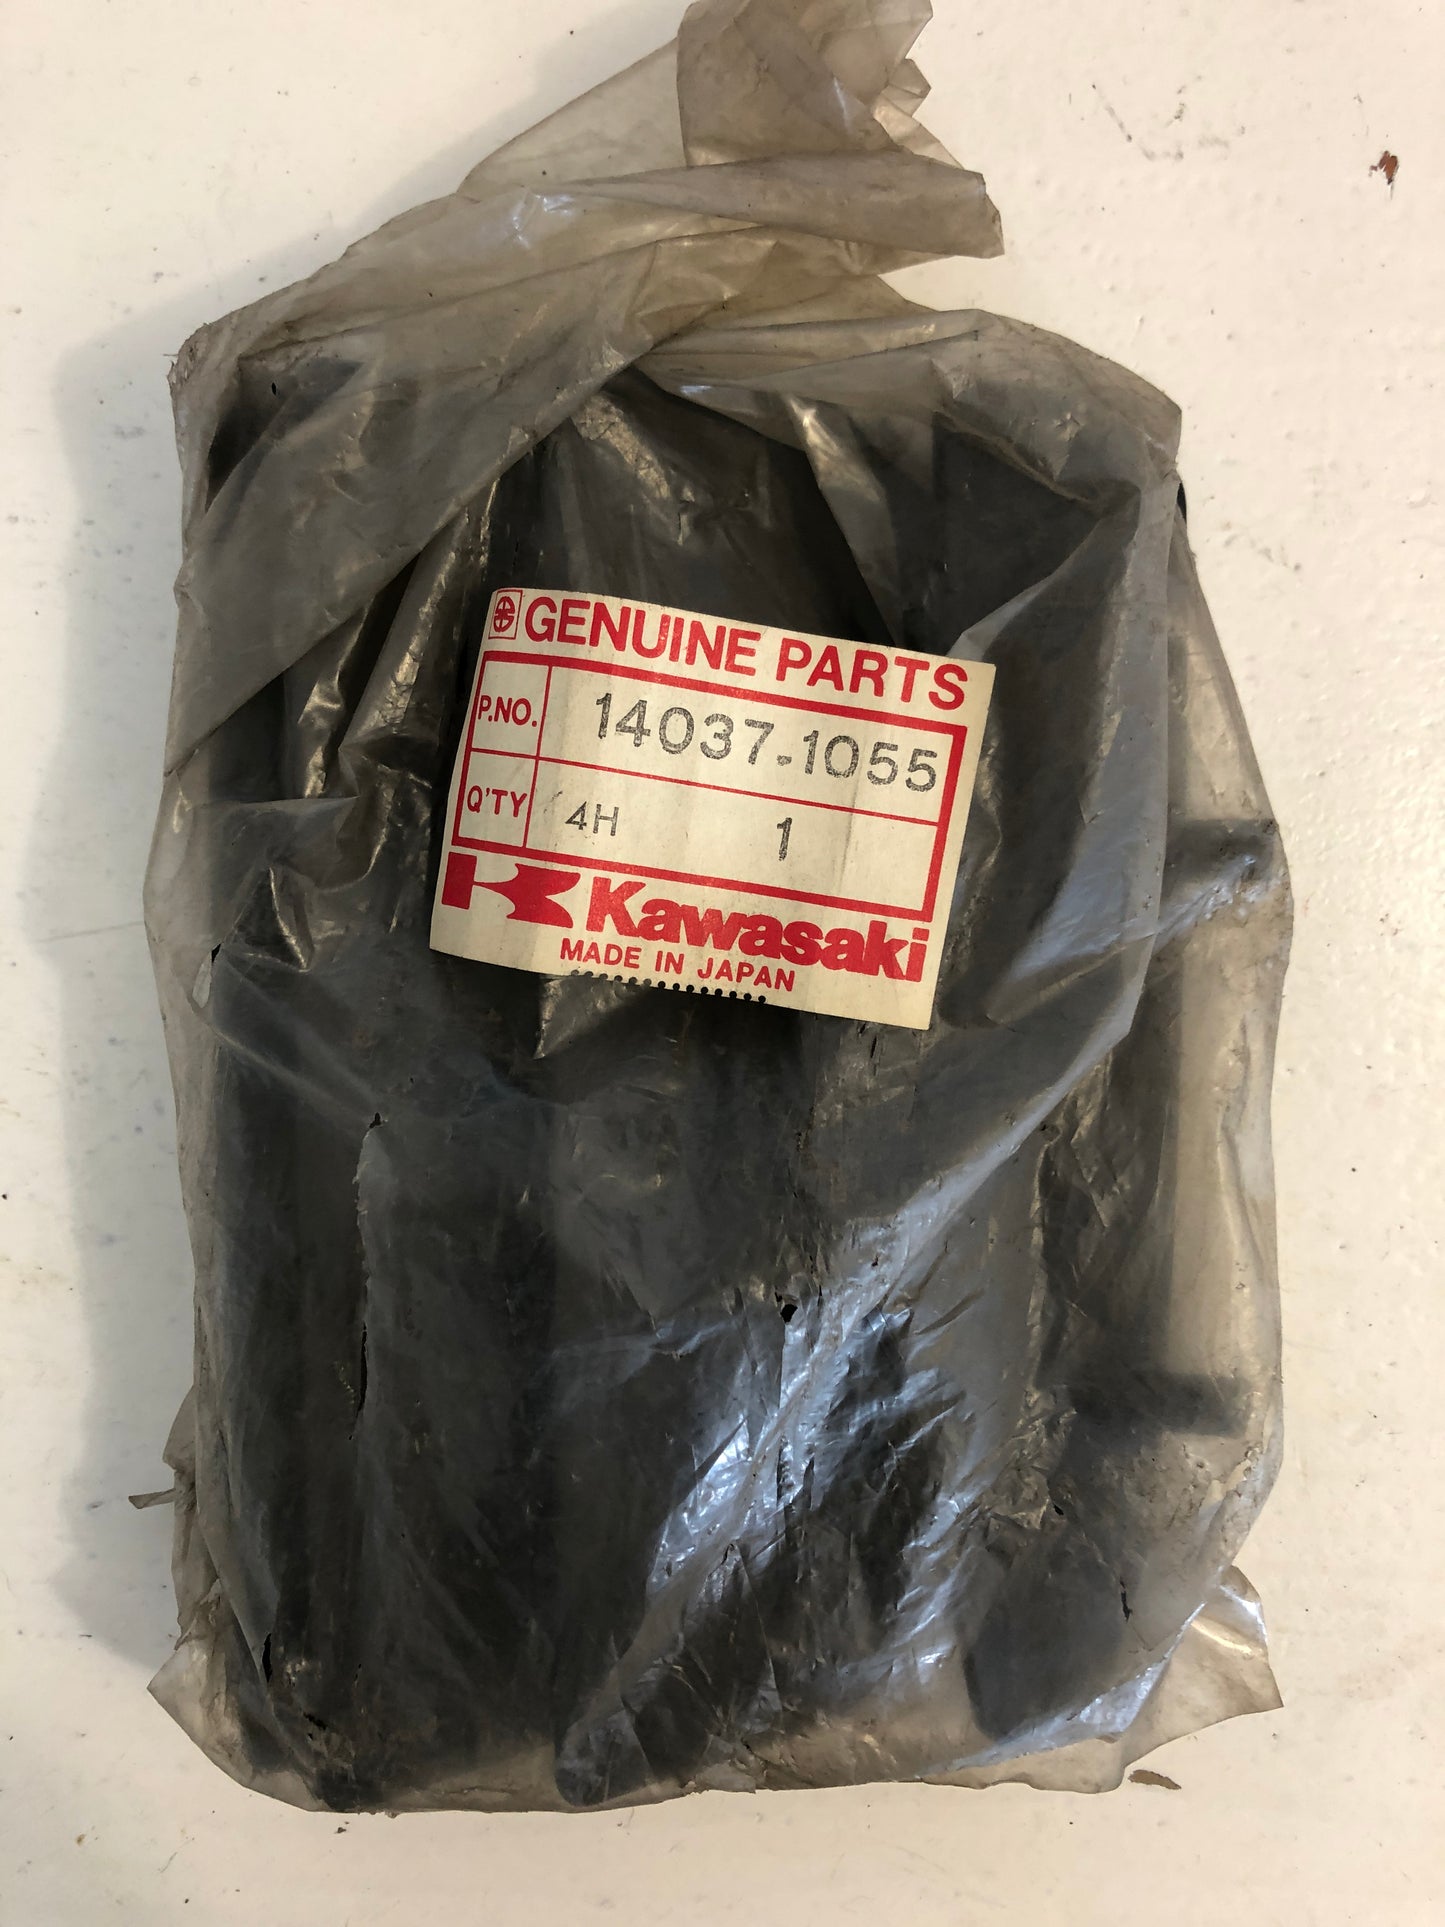 GENUINE PARTS
P.NO. 14037-1055
Q'TY 4H 1
Kawasaki
MADE IN JAPAN